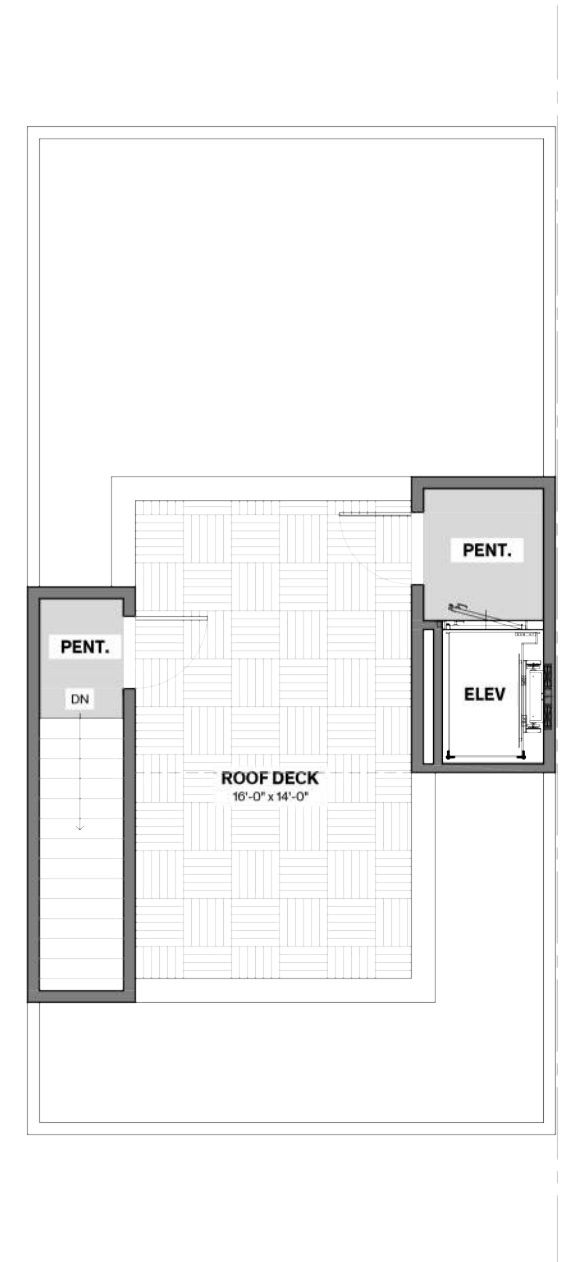 PENT.
ELEV
PENT.
DN
ROOF DECK
16'-0" x 14'-0"